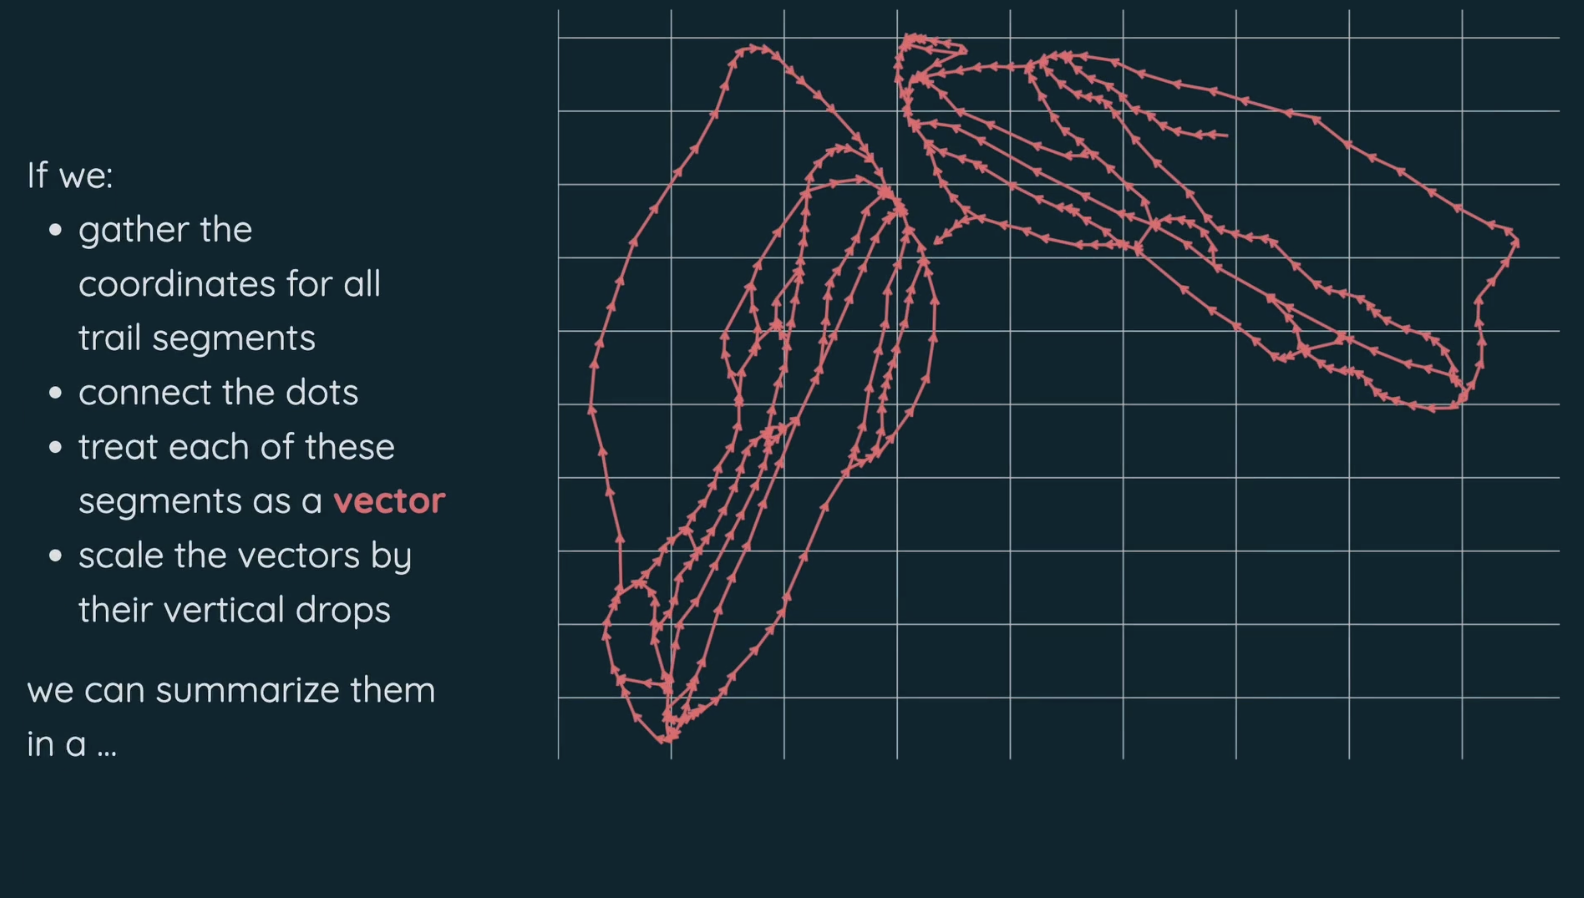 If we:
• gather the
coordinates for all
trail segments
• connect the dots
• treat each of these
segments as a vector
• scale the vectors by
their vertical drops
we can summarize them
in a ...